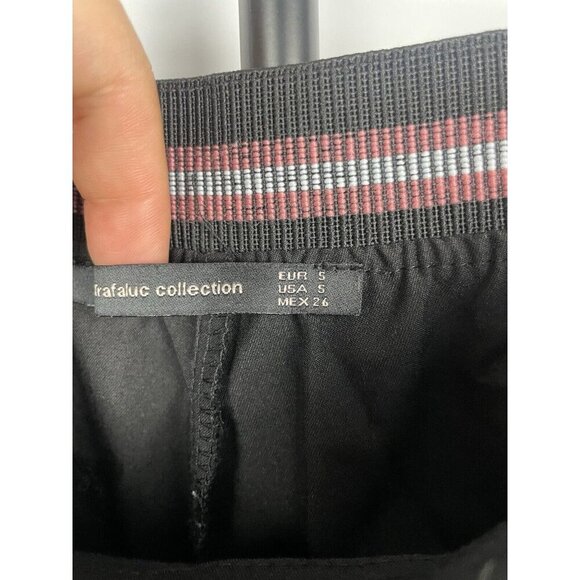 Trafaluc collection
EUR S
USA S
MEX 26